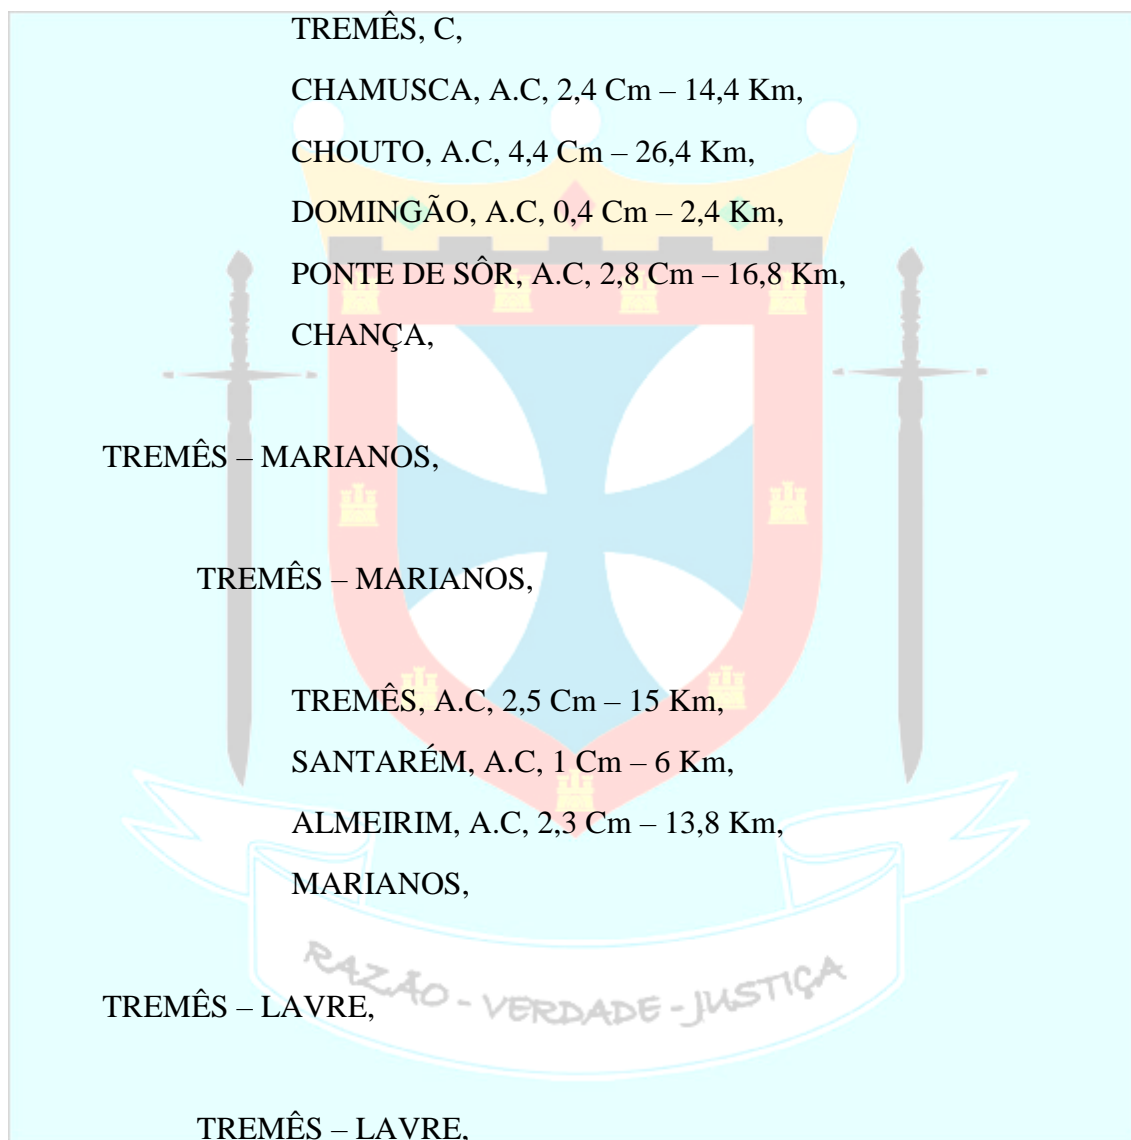 TREMÊS, C,
CHAMUSCA, A.C, 2,4 Cm – 14,4 Km,
CHOUTO, A.C, 4,4 Cm – 26,4 Km,
DOMINGÃO, A.C, 0,4 Cm – 2,4 Km,
PONTE DE SÔR, A.C, 2,8 Cm – 16,8 Km,
CHANÇA,
TREMÊS – MARIANOS,
TREMÊS – MARIANOS,
TREMÊS, A.C, 2,5 Cm – 15 Km,
SANTARÉM, A.C, 1 Cm – 6 Km,
ALMEIRIM, A.C, 2,3 Cm – 13,8 Km,
MARIANOS,
RAZÃO - VERDADE - JUSTIÇA
TREMÊS – LAVRE,
TREMÊS – LAVRE,